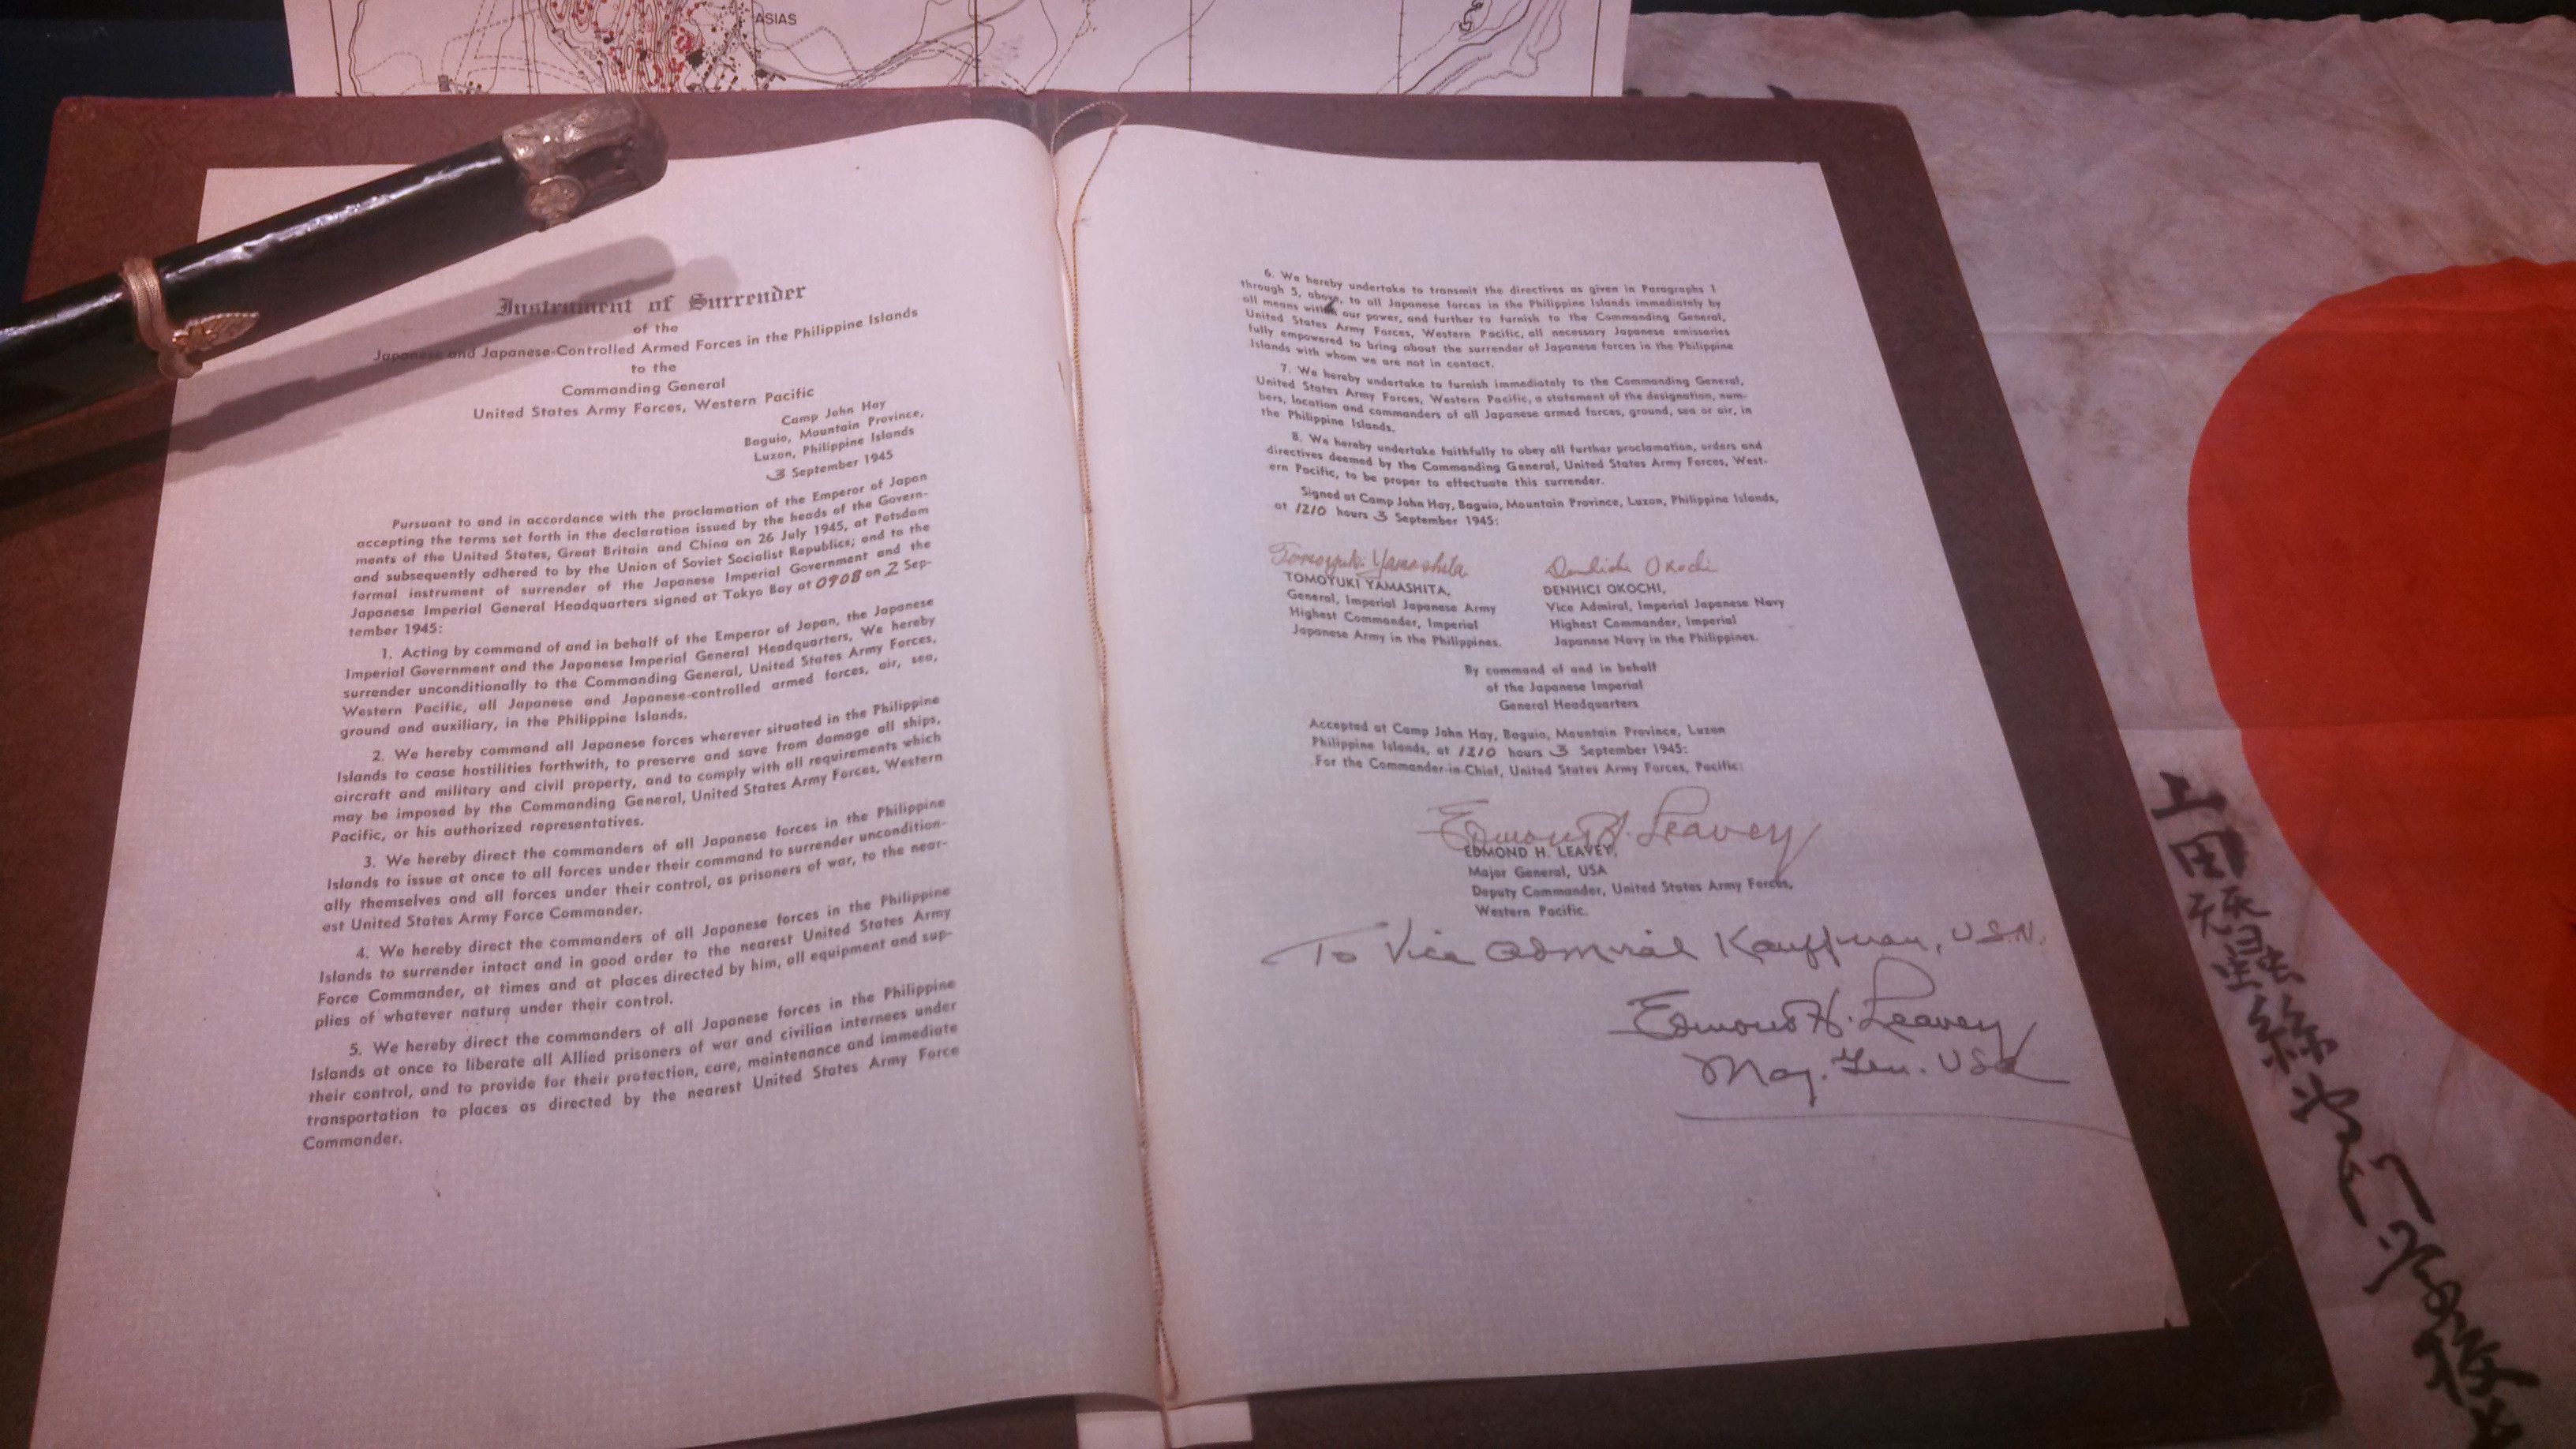 ASIAS
Instrument of Surrender
of the
Japanese and Japanese-Controlled Armed Forces in the Philippine Islands
to the
Commanding General
United States Army Forces, Western Pacific
Camp John Hay
Baguio, Mountain Province,
Luzon, Philippine Islands
3 September 1945
Pursuant to and in accordance with the proclamation of the Emperor of Japan
accepting the terms set forth in the declaration issued by the heads of the Govern-
ments of the United States, Great Britain and China on 26 July 1945, at Potsdam
and subsequently adhered to by the Union of Soviet Socialist Republics; and to the
formal instrument of surrender of the Japanese Imperial Government and the
Japanese Imperial General Headquarters signed at Tokyo Bay at 0908 on 2 Sep-
tember 1945:
1. Acting by command of and in behalf of the Emperor of Japan, the Japanese
Imperial Government and the Japanese Imperial General Headquarters, We hereby
surrender unconditionally to the Commanding General, United States Army Forces,
Western Pacific, all Japanese and Japanese-controlled armed forces, air, sea,
ground and auxiliary, in the Philippine Islands.
2. We hereby command all Japanese forces wherever situated in the Philippine
Islands to cease hostilities forthwith, to preserve and save from damage all ships,
aircraft and military and civil property, and to comply with all requirements which
may be imposed by the Commanding General, United States Army Forces, Western
Pacific, or his authorized representatives.
3. We hereby direct the commanders of all Japanese forces in the Philippine
Islands to issue at once to all forces under their command to surrender uncondition-
ally themselves and all forces under their control, as prisoners of war, to the near-
est United States Army Force Commander.
4. We hereby direct the commanders of all Japanese forces in the Philippine
Islands to surrender intact and in good order to the nearest United States Army
Force Commander, at times and at places directed by him, all equipment and sup-
plies of whatever nature under their control.
5. We hereby direct the commanders of all Japanese forces in the Philippine
Islands at once to liberate all Allied prisoners of war and civilian internees under
their control, and to provide for their protection, care, maintenance and immediate
transportation to places as directed by the nearest United States Army Force
Commander.
6. We hereby undertake to transmit the directives as given in Paragraphs 1
through 5, above, to all Japanese forces in the Philippine Islands immediately by
all means within our power, and further to furnish to the Commanding General,
United States Army Forces, Western Pacific, all necessary Japanese emissaries
fully empowered to bring about the surrender of Japanese forces in the Philippine
Islands with whom we are not in contact.
7. We hereby undertake to furnish immediately to the Commanding General,
United States Army Forces, Western Pacific, a statement of the designation, num-
bers, location and commanders of all Japanese armed forces, ground, sea or air, in
the Philippine Islands.
8. We hereby undertake faithfully to obey all further proclamation, orders and
directives deemed by the Commanding General, United States Army Forces, West-
ern Pacific, to be proper to effectuate this surrender.
Signed at Camp John Hay, Baguio, Mountain Province, Luzon, Philippine Islands,
at 1210 hours 3 September 1945:
Tomoyuki Yamashita Denhichi Okochi
TOMOYUKI YAMASHITA, DENHICI OKOCHI,
General, Imperial Japanese Army Vice Admiral, Imperial Japanese Navy
Highest Commander, Imperial Highest Commander, Imperial
Japanese Army in the Philippines. Japanese Navy in the Philippines.
By command of and in behalf
of the Japanese Imperial
General Headquarters
Accepted at Camp John Hay, Baguio, Mountain Province, Luzon
Philippine Islands, at 1210 hours 3 September 1945:
For the Commander-in-Chief, United States Army Forces, Pacific:
Edmond H. Leavey
EDMOND H. LEAVEY,
Major General, USA
Deputy Commander, United States Army Forces,
Western Pacific.
To Vice Admiral Kauffman, U.S.N.
Edmond H. Leavey
Maj. Gen. USA
上田